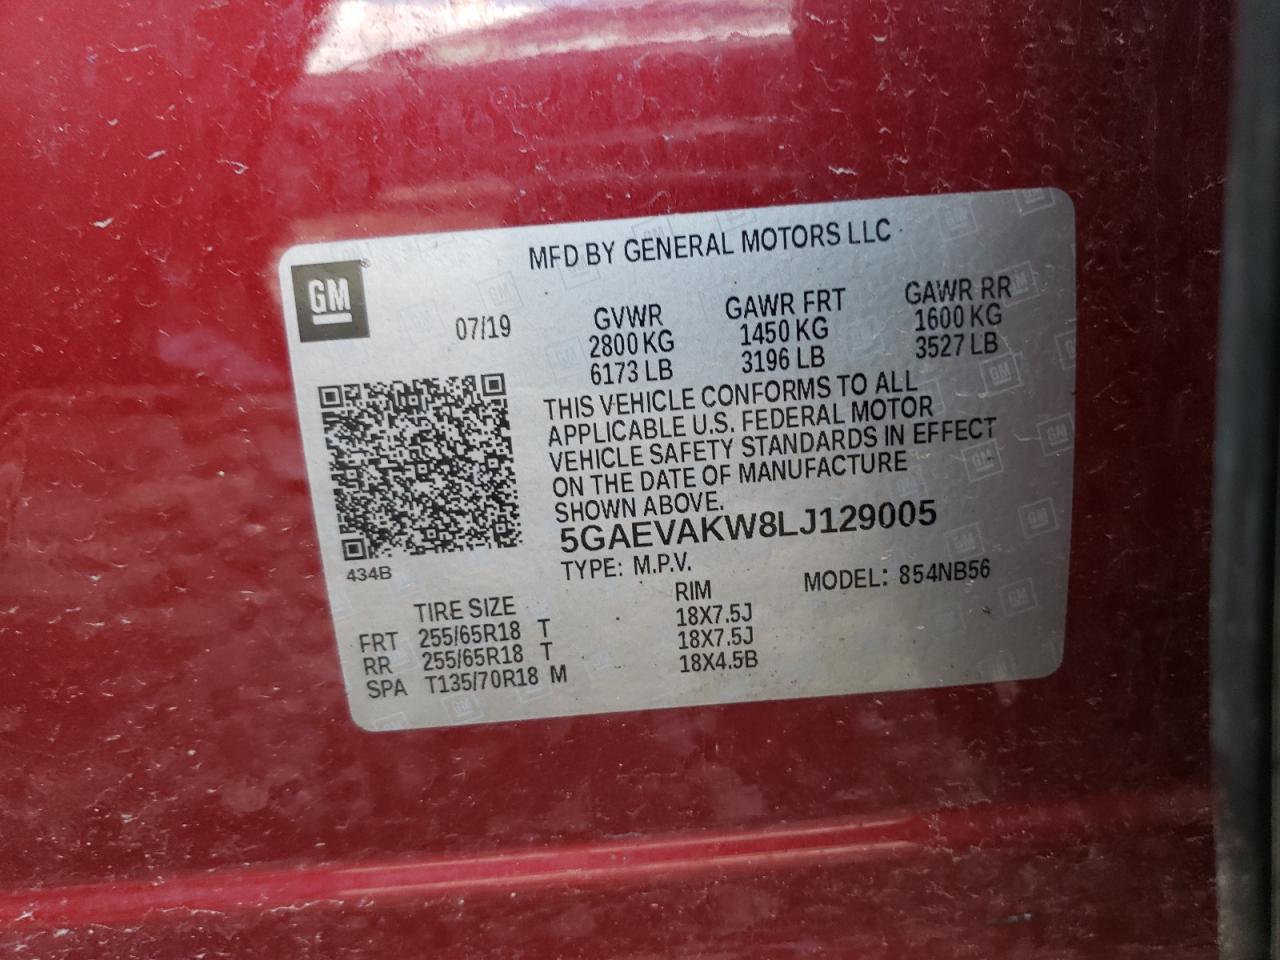 MFD BY GENERAL MOTORS LLC
GM
07/19
GVWR GAWR FRT GAWR RR
2800 KG 1450 KG 1600 KG
6173 LB 3196 LB 3527 LB
THIS VEHICLE CONFORMS TO ALL
APPLICABLE U.S. FEDERAL MOTOR
VEHICLE SAFETY STANDARDS IN EFFECT
ON THE DATE OF MANUFACTURE
SHOWN ABOVE.
5GAEVAKW8LJ129005
434B
TYPE: M.P.V. MODEL: 854NB56
TIRE SIZE RIM
FRT 255/65R18 T 18X7.5J
RR 255/65R18 T 18X7.5J
SPA T135/70R18 M 18X4.5B